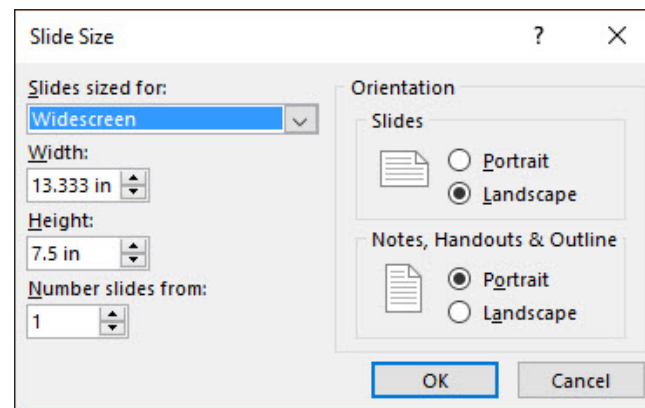 Slide Size
Slides sized for:
Widescreen
Width:
13.333 in
Height:
7.5 in
Number slides from:
1
Orientation
Slides
Portrait
Landscape
Notes, Handouts & Outline
Portrait
Landscape
OK
Cancel